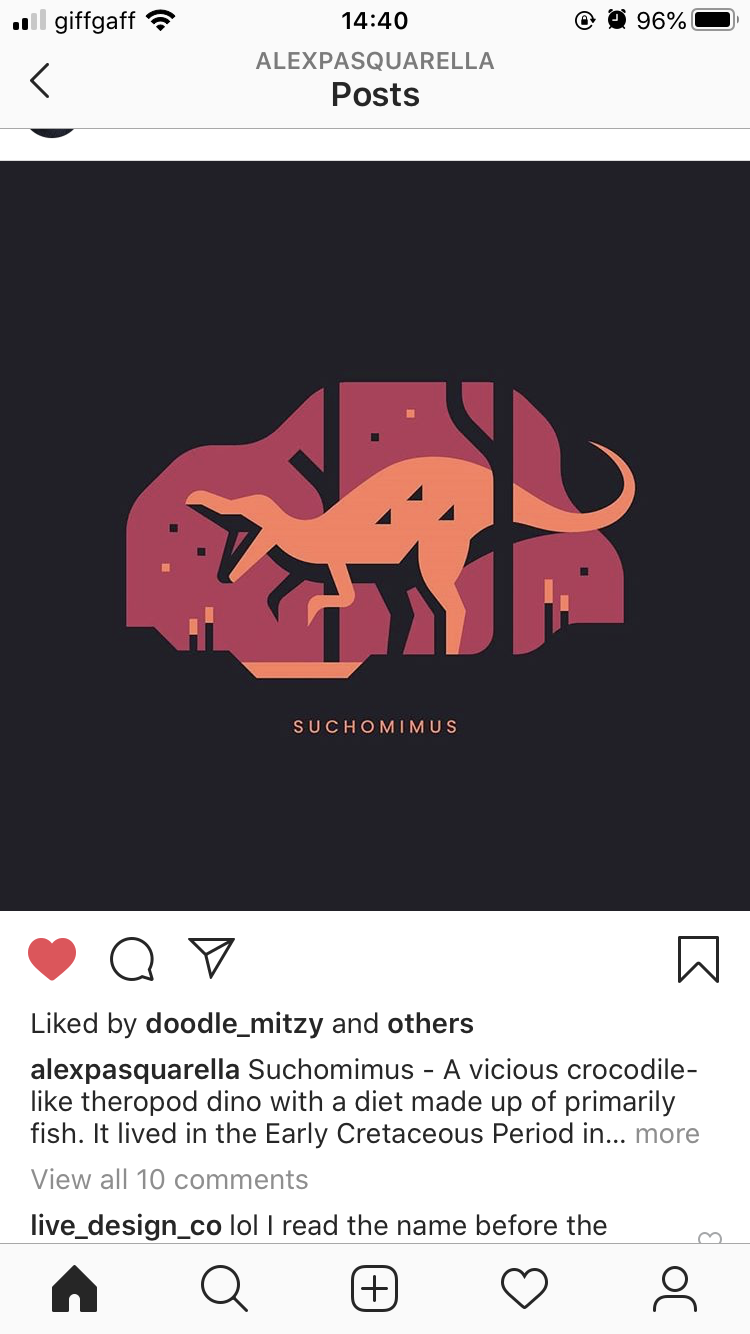 giffgaff 14:40 96%
ALEXPASQUARELLA
Posts
SUCHOMIMUS
Liked by doodle_mitzy and others
alexpasquarella Suchomimus - A vicious crocodile-
like theropod dino with a diet made up of primarily
fish. It lived in the Early Cretaceous Period in... more
View all 10 comments
live_design_co lol I read the name before the